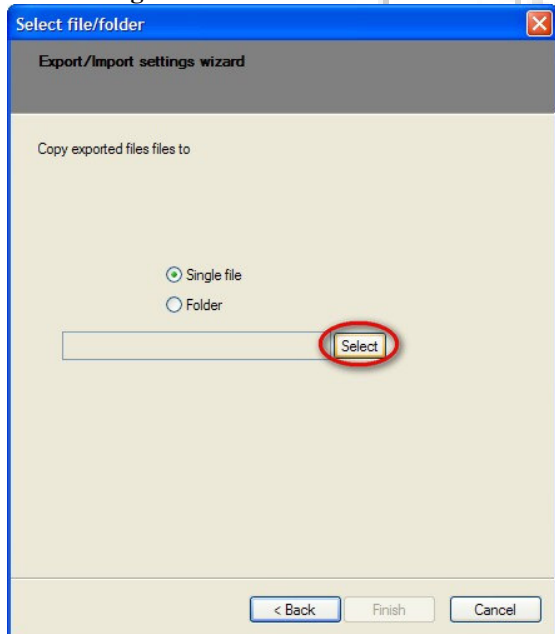 Select file/folder
Export/Import settings wizard
Copy exported files files to
Single file
Folder
Select
< Back Finish Cancel